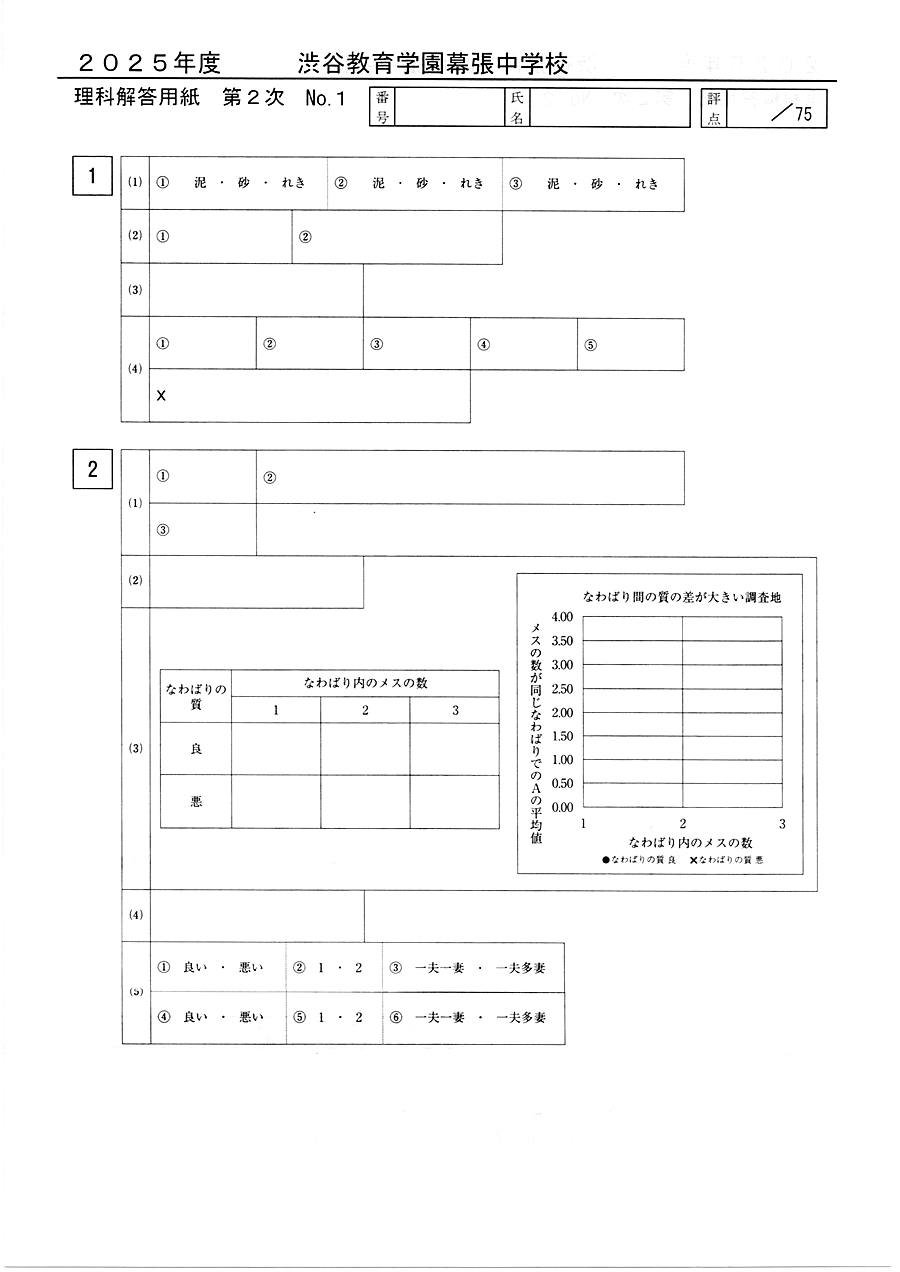 2025年度　渋谷教育学園幕張中学校
理科解答用紙　第2次　No.1　番号　氏名　評点　／75
1
(1) ① 泥 ・ 砂 ・ れき ② 泥 ・ 砂 ・ れき ③ 泥 ・ 砂 ・ れき
(2) ① ②
(3)
(4) ① ② ③ ④ ⑤
X
2
(1) ① ②
③
(2)
(3)
なわばりの質　なわばり内のメスの数
1 2 3
良
悪
なわばり間の質の差が大きい調査地
メスの数が同じなわばりでのAの平均値
4.00
3.50
3.00
2.50
2.00
1.50
1.00
0.50
0.00
1 2 3
なわばり内のメスの数
●なわばりの質 良　×なわばりの質 悪
(4)
(5) ① 良い ・ 悪い ② 1 ・ 2 ③ 一夫一妻 ・ 一夫多妻
④ 良い ・ 悪い ⑤ 1 ・ 2 ⑥ 一夫一妻 ・ 一夫多妻